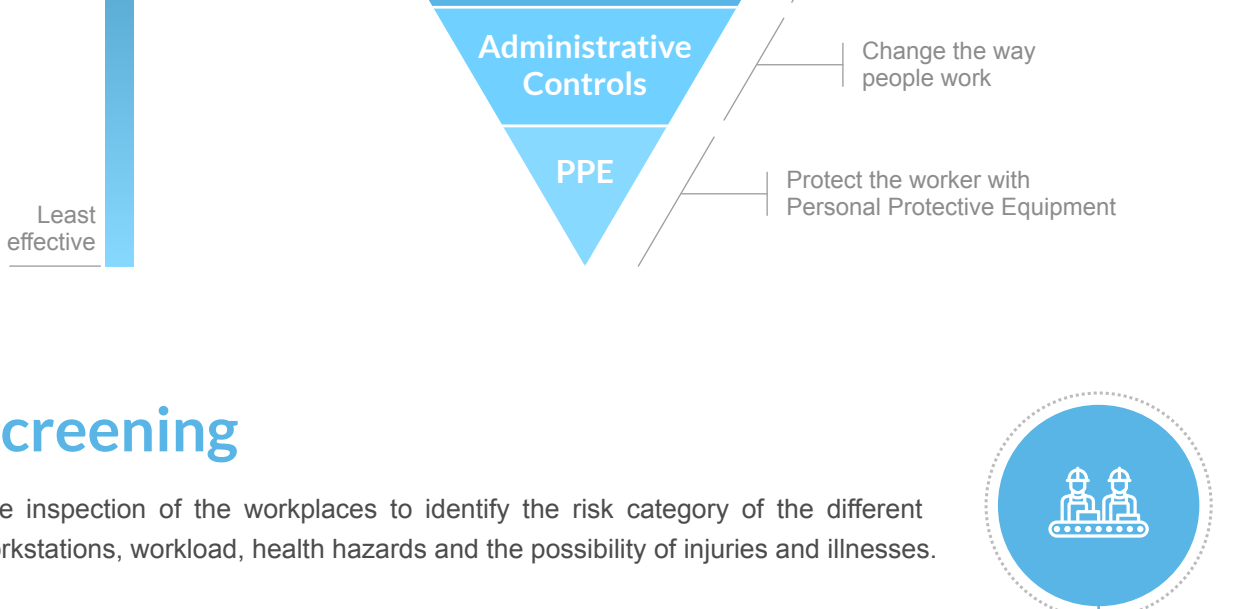 Administrative
Controls
Change the way
people work
PPE
Protect the worker with
Personal Protective Equipment
Least
effective
creening
e inspection of the workplaces to identify the risk category of the different
orkstations, workload, health hazards and the possibility of injuries and illnesses.